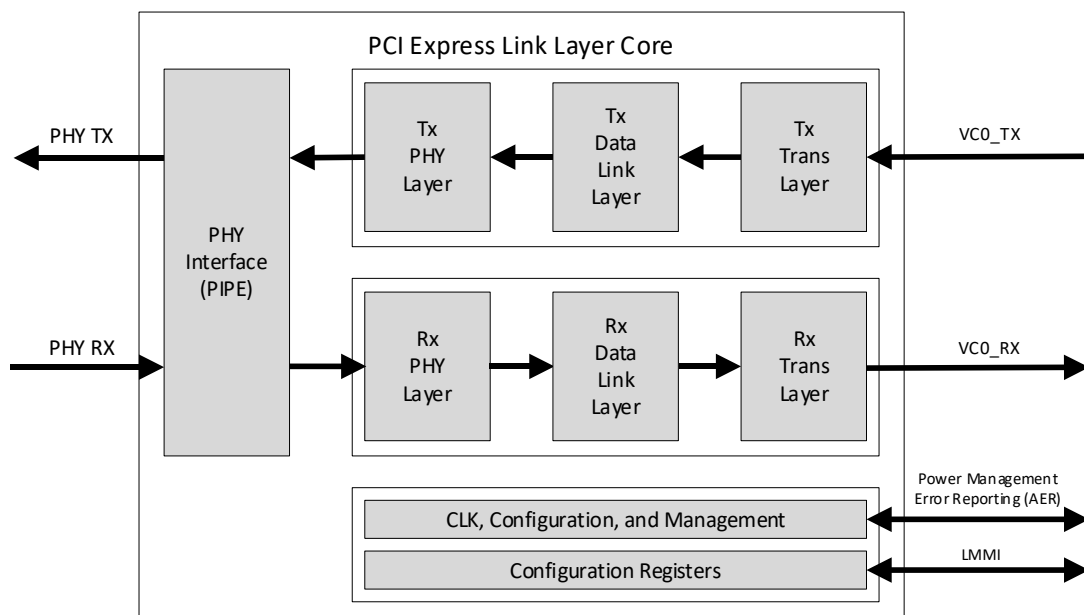 PCI Express Link Layer Core
PHY TX
PHY
Interface
(PIPE)
Tx
PHY
Layer
Tx
Data
Link
Layer
Tx
Trans
Layer
VC0_TX
PHY RX
Rx
PHY
Layer
Rx
Data
Link
Layer
Rx
Trans
Layer
VC0_RX
CLK, Configuration, and Management
Power Management
Error Reporting (AER)
Configuration Registers
LMMI